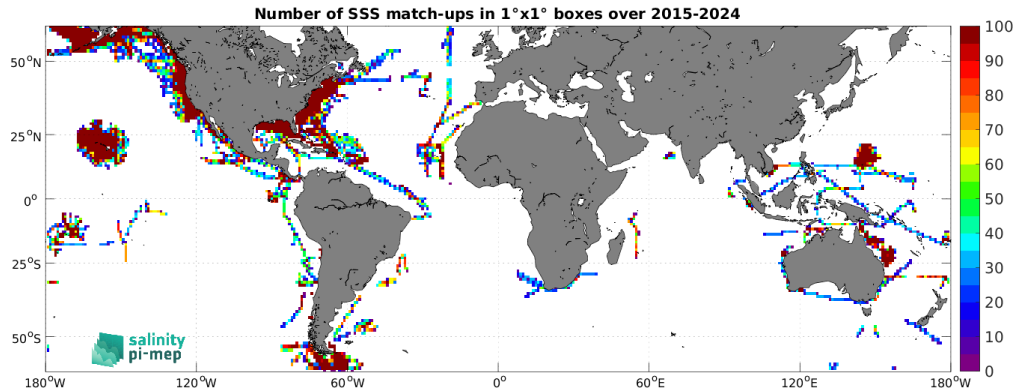 Number of SSS match-ups in 1°x1° boxes over 2015-2024
50°N
25°N
0°
25°S
50°S
180°W
120°W
60°W
0°
60°E
120°E
180°W
100
90
80
70
60
50
40
30
20
10
0
salinity
pi-mep